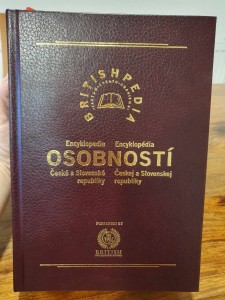 BRITISHPEDIA
Encyklopedie Encyklopédia
OSOBNOSTÍ
České a Slovenské Českej a Slovenskej
republiky republiky
PUBLISHED BY
BRITISH